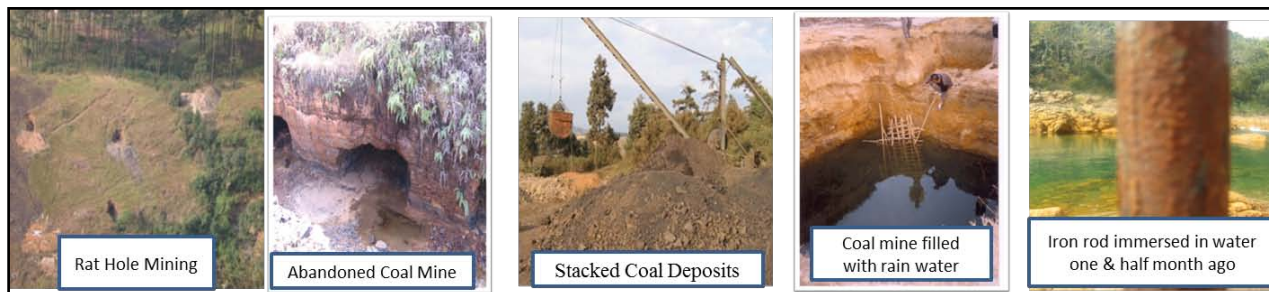 Rat Hole Mining
Abandoned Coal Mine
Stacked Coal Deposits
Coal mine filled
with rain water
Iron rod immersed in water
one & half month ago